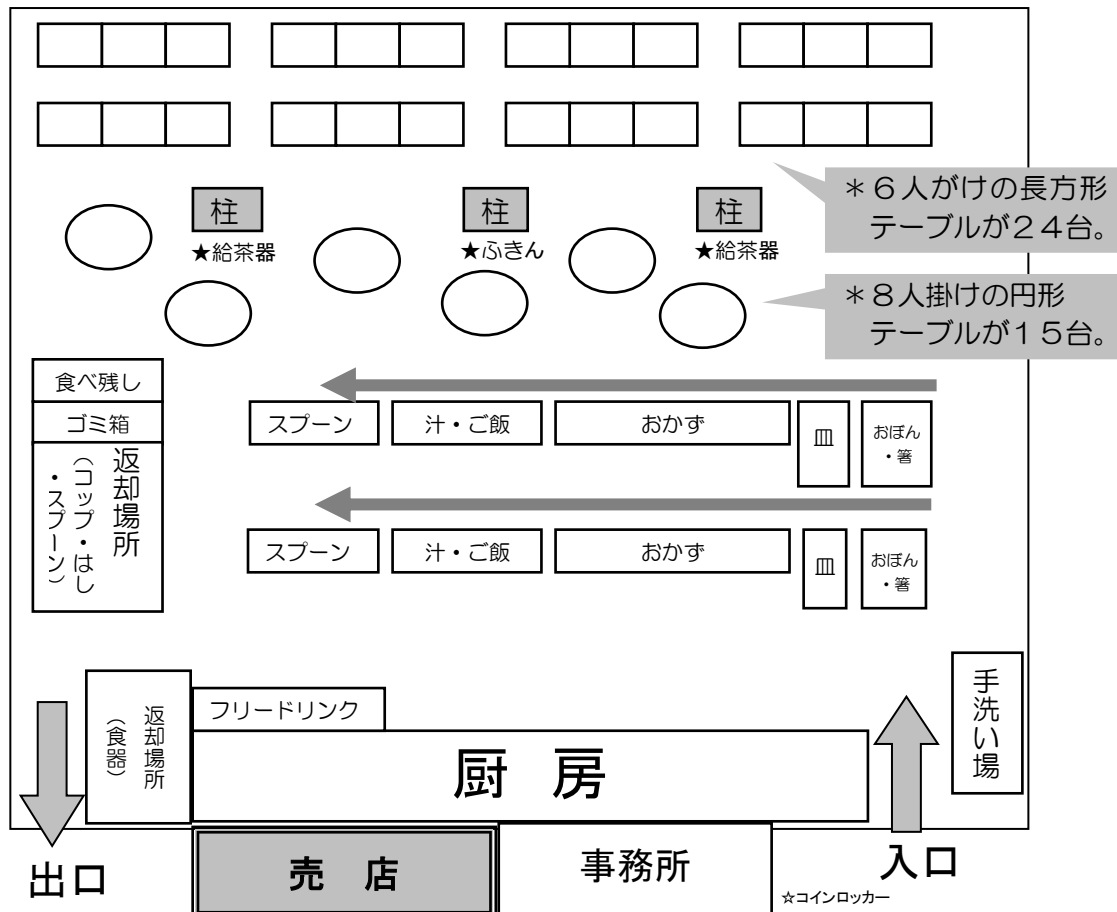 柱
柱
柱
★給茶器
★ふきん
★給茶器
＊６人がけの長方形
テーブルが２４台。
＊８人掛けの円形
テーブルが１５台。
食べ残し
ゴミ箱
返却場所
（コップ・はし
・スプーン）
スプーン
汁・ご飯
おかず
皿
おぼん
・箸
スプーン
汁・ご飯
おかず
皿
おぼん
・箸
手洗い場
返却場所
（食器）
フリードリンク
厨 房
出口
売 店
事務所
入口
☆コインロッカー